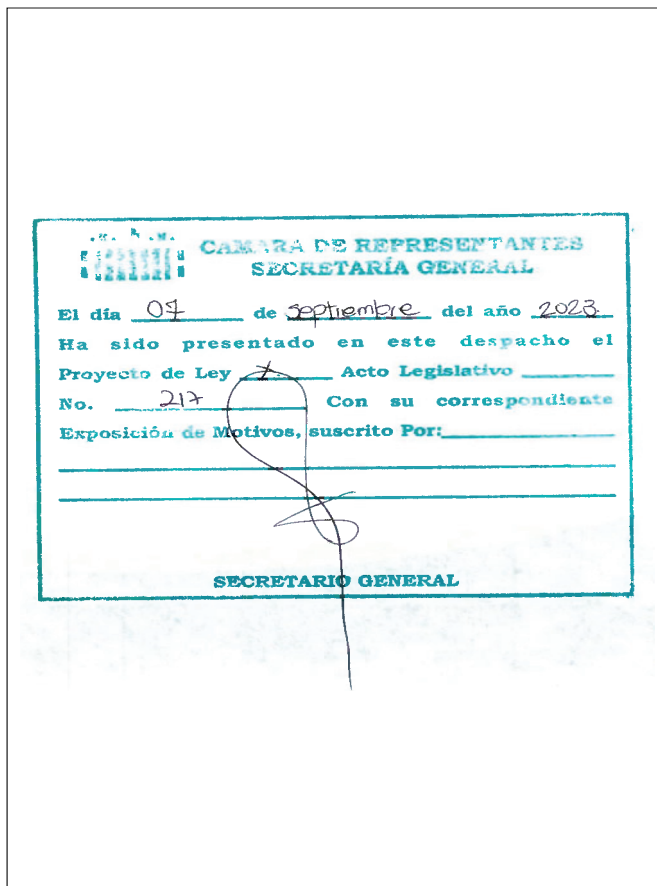 CAMARA DE REPRESENTANTES
SECRETARÍA GENERAL
El día 07 de septiembre del año 2023.
Ha sido presentado en este despacho el
Proyecto de Ley X Acto Legislativo
No. 217 Con su correspondiente
Exposición de Motivos, suscrito Por:
SECRETARIO GENERAL